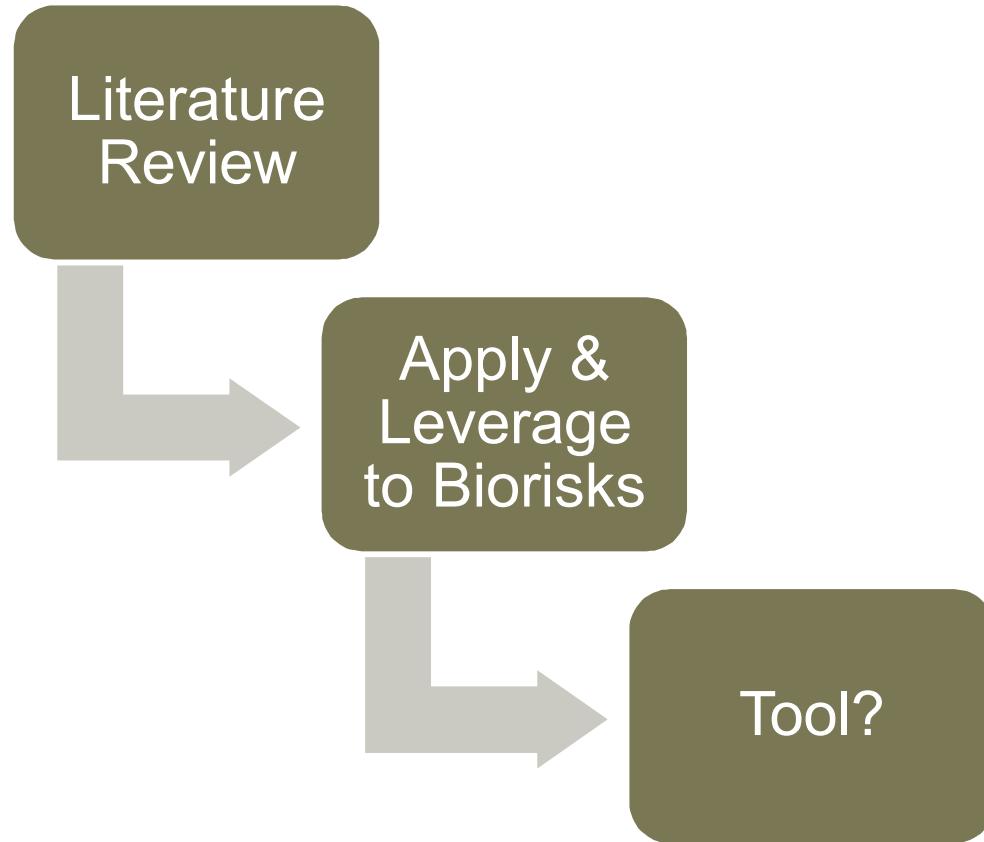 Literature
Review
Apply &
Leverage
to Biorisks
Tool?